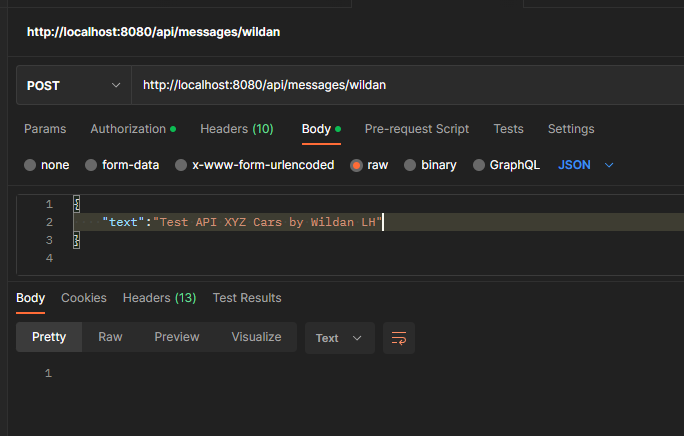 http://localhost:8080/api/messages/wildan
POST http://localhost:8080/api/messages/wildan
Params Authorization Headers (10) Body Pre-request Script Tests Settings
none form-data x-www-form-urlencoded raw binary GraphQL JSON
1 {
2 "text":"Test API XYZ Cars by Wildan LH"
3 }
4
Body Cookies Headers (13) Test Results
Pretty Raw Preview Visualize Text
1